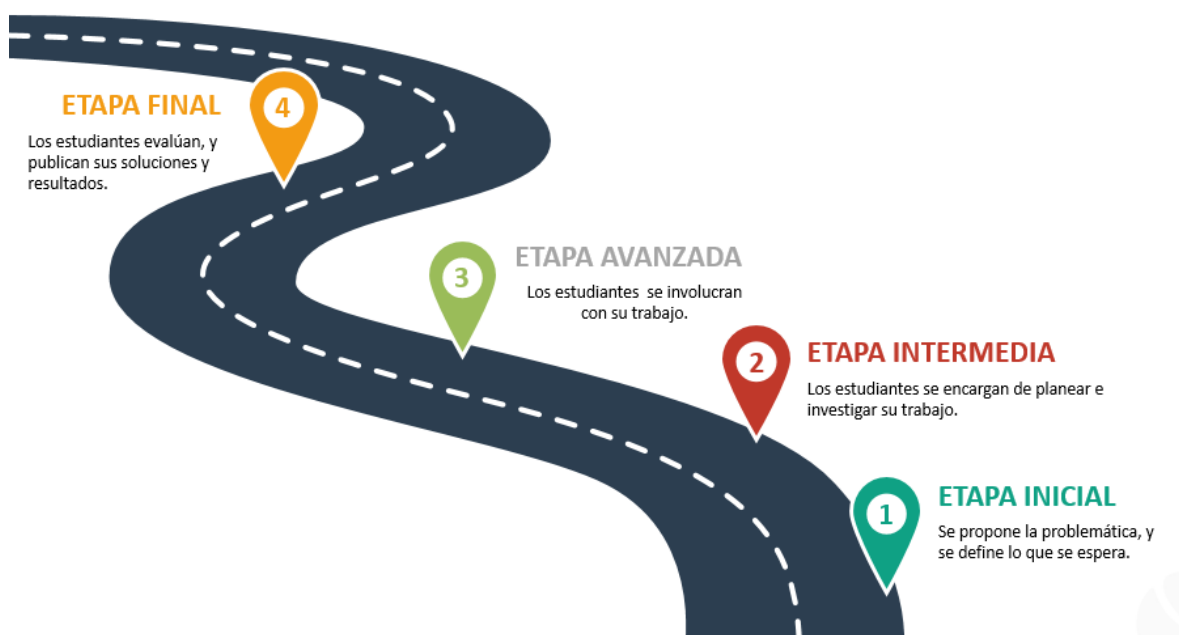 4
ETAPA FINAL
Los estudiantes evalúan, y
publican sus soluciones y
resultados.
3
ETAPA AVANZADA
Los estudiantes se involucran
con su trabajo.
2
ETAPA INTERMEDIA
Los estudiantes se encargan de planear e
investigar su trabajo.
1
ETAPA INICIAL
Se propone la problemática, y
se define lo que se espera.